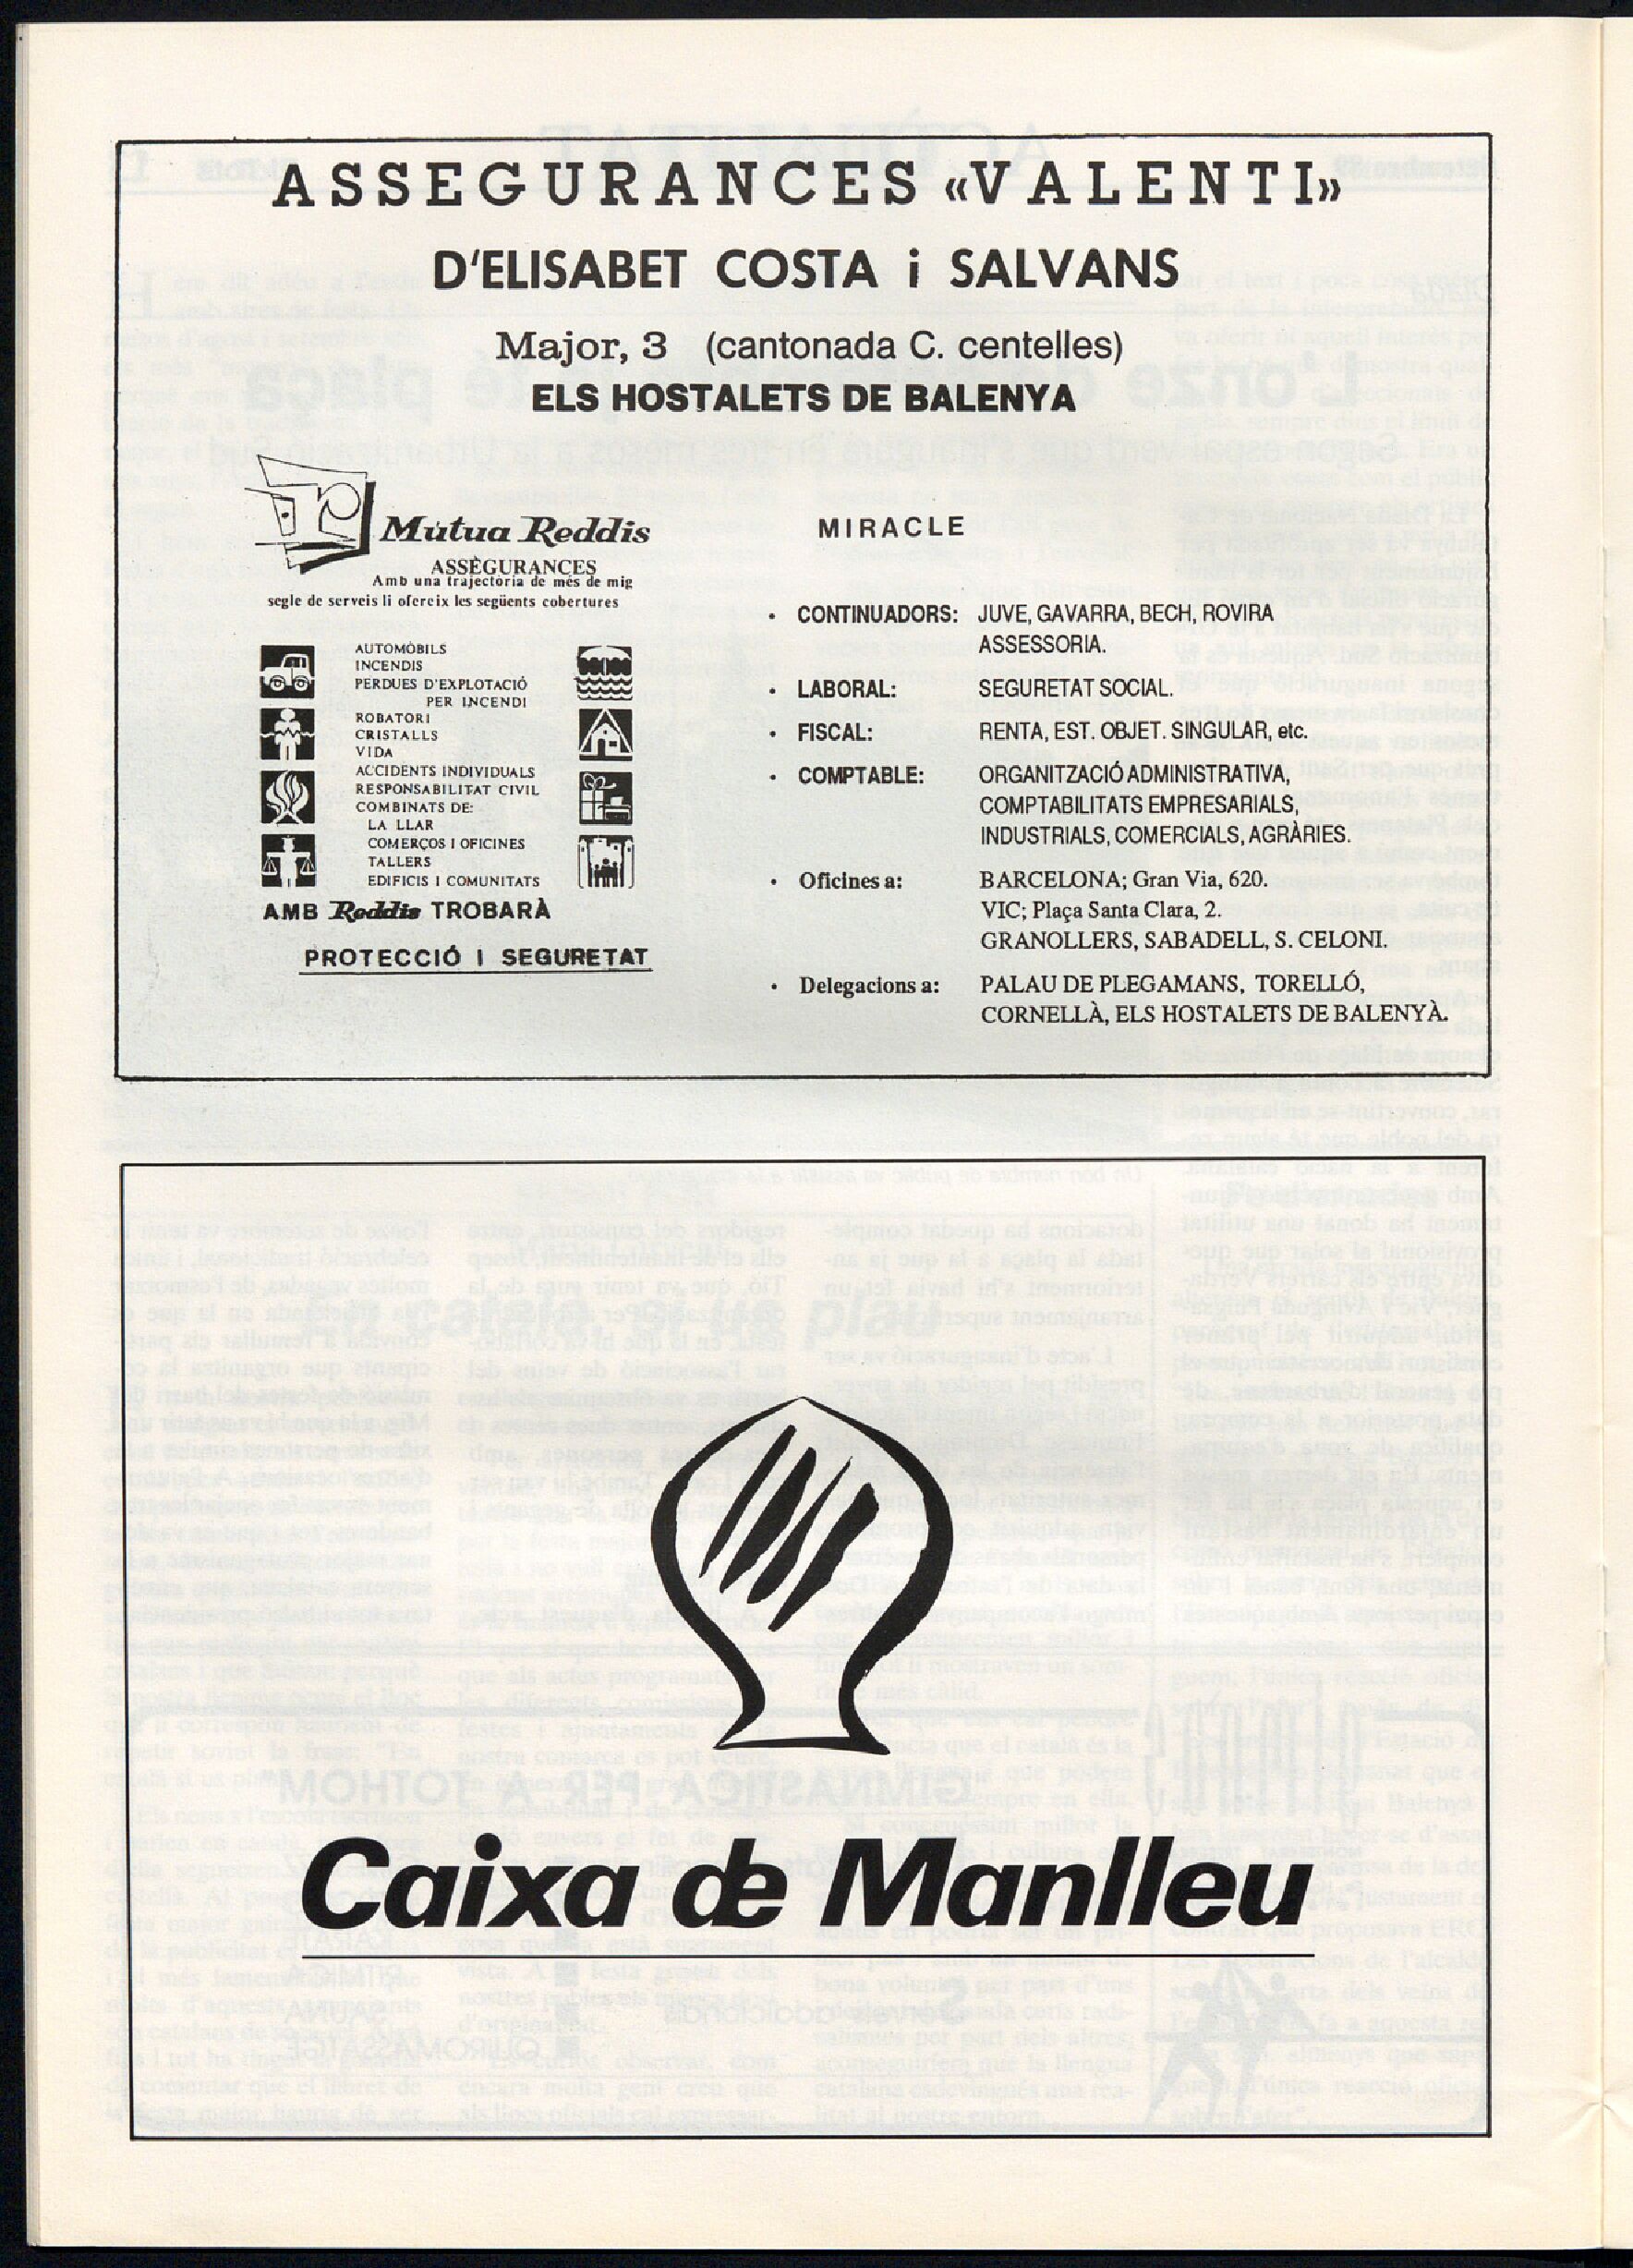 ASSEGURANCES «VALENTI»
D'ELISABET COSTA i SALVANS
Major, 3 (cantonada C. centelles)
ELS HOSTALETS DE BALENYA
Mútua Reddis
ASSEGURANCES
Amb una trajectòria de més de mig
segle de serveis li ofereix les següents cobertures
AUTOMÒBILS
INCENDIS
PERDUES D'EXPLOTACIÓ
PER INCENDI
ROBATORI
CRISTALLS
VIDA
ACCIDENTS INDIVIDUALS
RESPONSABILITAT CIVIL
COMBINATS DE:
LA LLAR
COMERÇOS I OFICINES
TALLERS
EDIFICIS I COMUNITATS
AMB Reddis TROBARÀ
PROTECCIÓ I SEGURETAT
MIRACLE
• CONTINUADORS: JUVE, GAVARRA, BECH, ROVIRA
ASSESSORIA.
• LABORAL: SEGURETAT SOCIAL.
• FISCAL: RENTA, EST. OBJET. SINGULAR, etc.
• COMPTABLE: ORGANITZACIÓ ADMINISTRATIVA,
COMPTABILITATS EMPRESARIALS,
INDUSTRIALS, COMERCIALS, AGRÀRIES.
• Oficines a: BARCELONA; Gran Via, 620.
VIC; Plaça Santa Clara, 2.
GRANOLLERS, SABADELL, S. CELONI.
• Delegacions a: PALAU DE PLEGAMANS, TORELLÓ,
CORNELLÀ, ELS HOSTALETS DE BALENYÀ.
Caixa de Manlleu